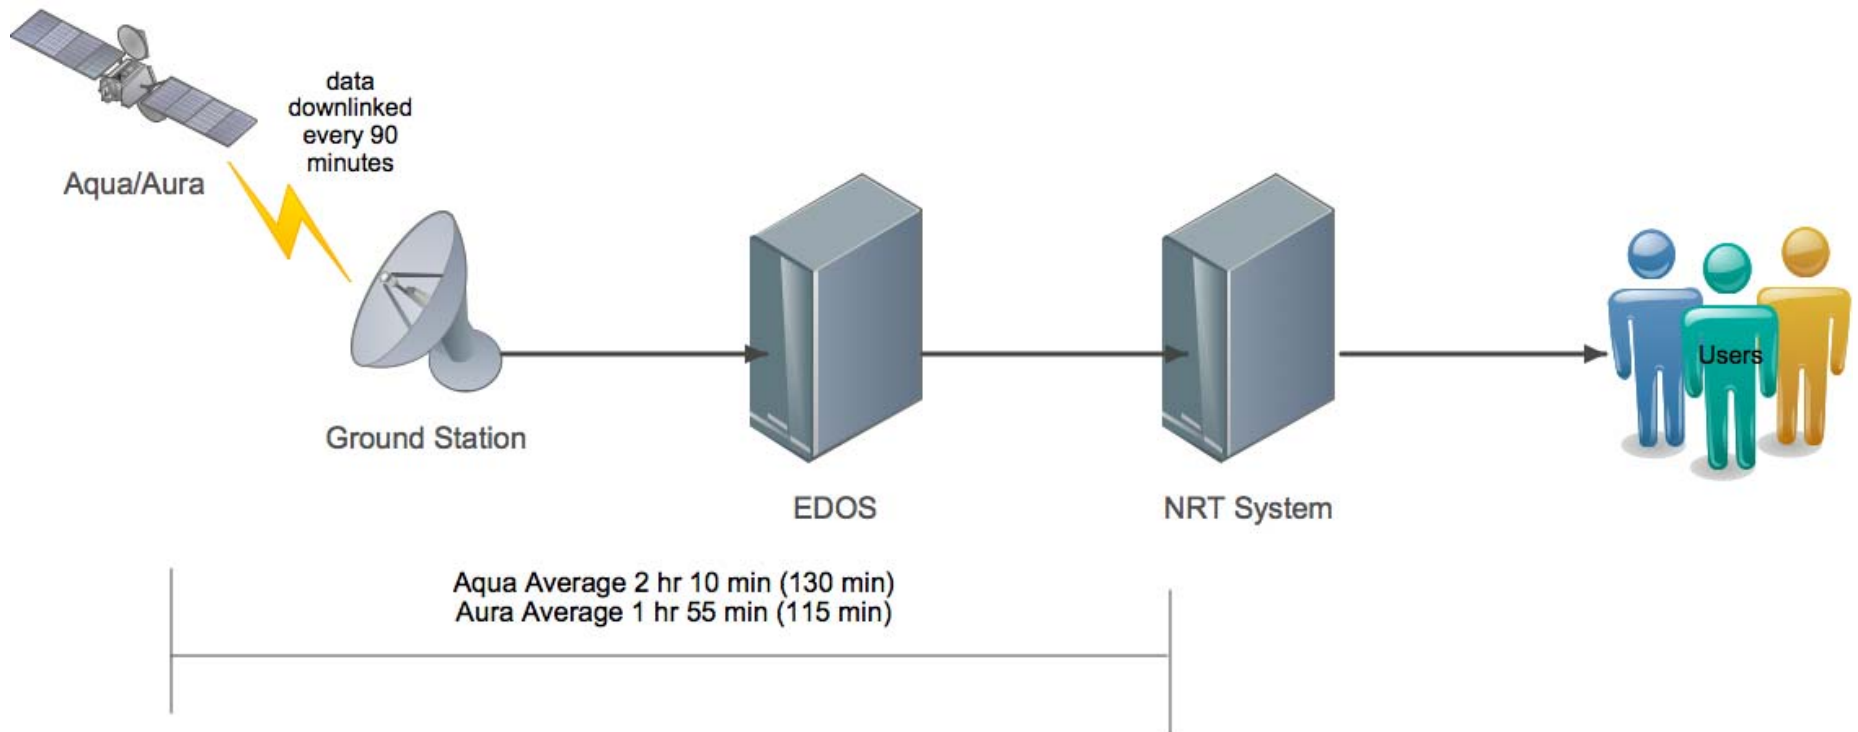 data
downlinked
every 90
minutes
Aqua/Aura
Ground Station
EDOS
NRT System
Users
Aqua Average 2 hr 10 min (130 min)
Aura Average 1 hr 55 min (115 min)